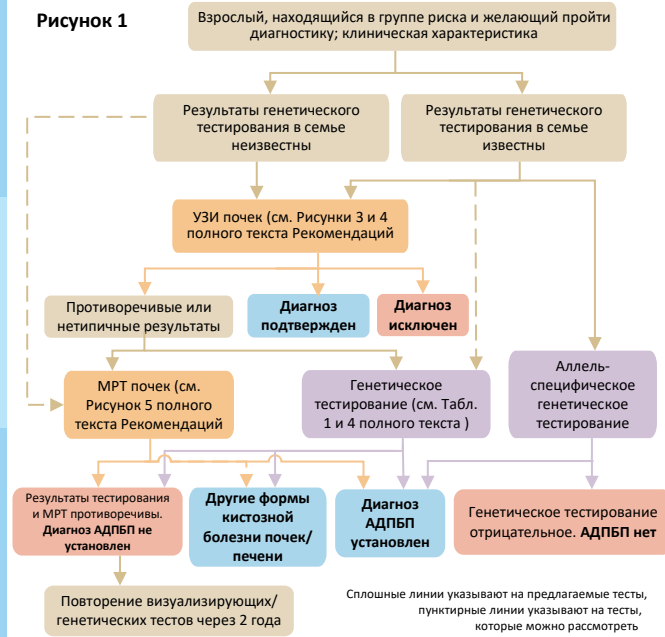 Рисунок 1
Взрослый, находящийся в группе риска и желающий пройти
диагностику; клиническая характеристика
Результаты генетического
тестирования в семье
неизвестны
Результаты генетического
тестирования в семье
известны
УЗИ почек (см. Рисунки 3 и 4
полного текста Рекомендаций
Противоречивые или
нетипичные результаты
Диагноз
подтвержден
Диагноз
исключен
МРТ почек (см.
Рисунок 5 полного
текста Рекомендаций
Генетическое
тестирование (см. Табл.
1 и 4 полного текста )
Аллель-
специфическое
генетическое
тестирование
Результаты тестирования
и МРТ противоречивы.
Диагноз АДПБП не
установлен
Другие формы
кистозной
болезни почек/
печени
Диагноз
АДПБП
установлен
Генетическое тестирование
отрицательное. АДПБП нет
Повторение визуализирующих/
генетических тестов через 2 года
Сплошные линии указывают на предлагаемые тесты,
пунктирные линии указывают на тесты,
которые можно рассмотреть